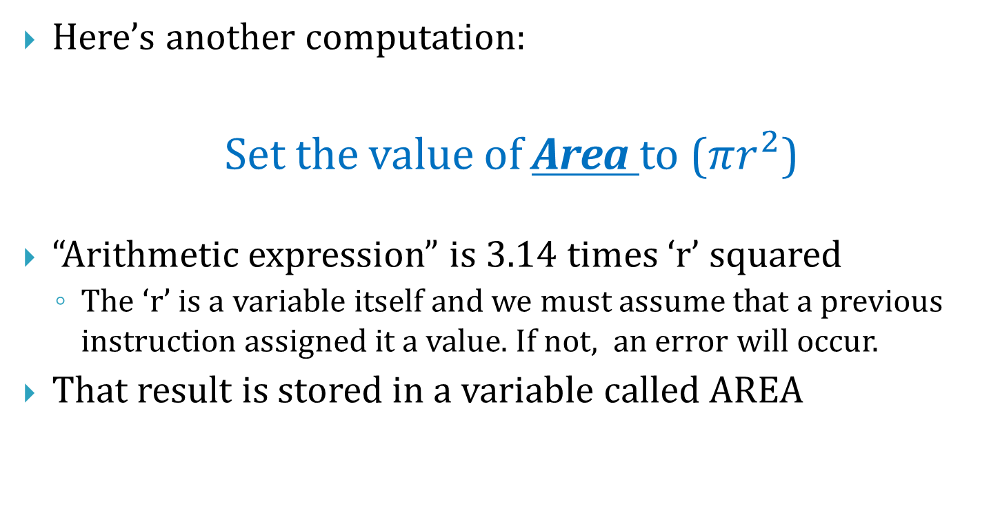 Here’s another computation:
Set the value of Area to (πr²)
“Arithmetic expression” is 3.14 times ‘r’ squared
The ‘r’ is a variable itself and we must assume that a previous
instruction assigned it a value. If not,  an error will occur.
That result is stored in a variable called AREA